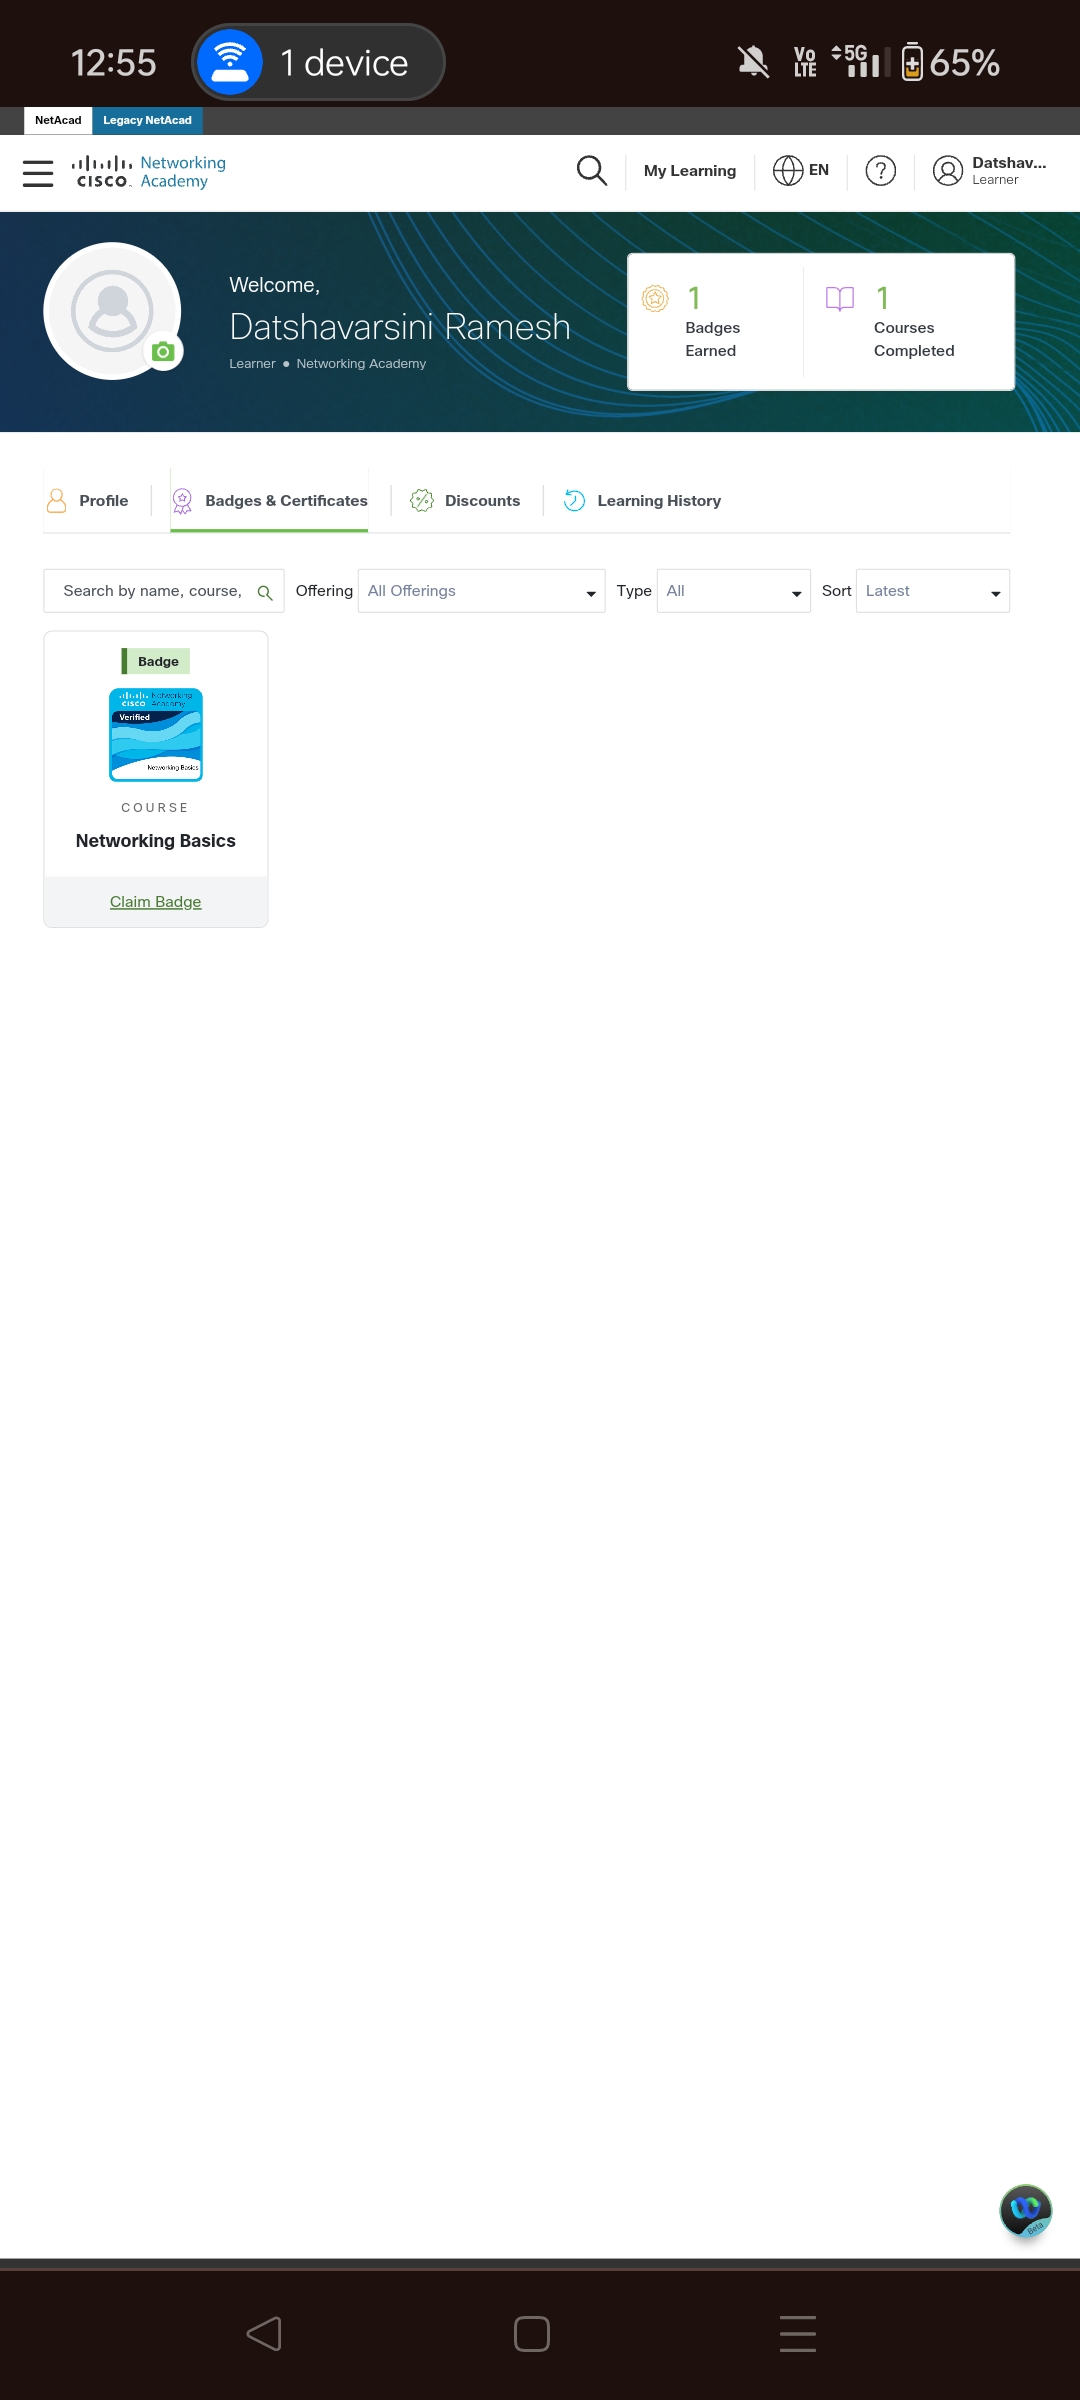 12:55
1 device
Vo
LTE
5G
65%
NetAcad
Legacy NetAcad
CISCO
Networking
Academy
My Learning
EN
?
Datshav...
Learner
Welcome,
Datshavarsini Ramesh
Learner ● Networking Academy
1
Badges
Earned
1
Courses
Completed
Profile
Badges & Certificates
Discounts
Learning History
Search by name, course,
Offering
All Offerings
Type
All
Sort
Latest
Badge
CISCO
Networking
Academy
Verified
Networking Basics
COURSE
Networking Basics
Claim Badge
Beta